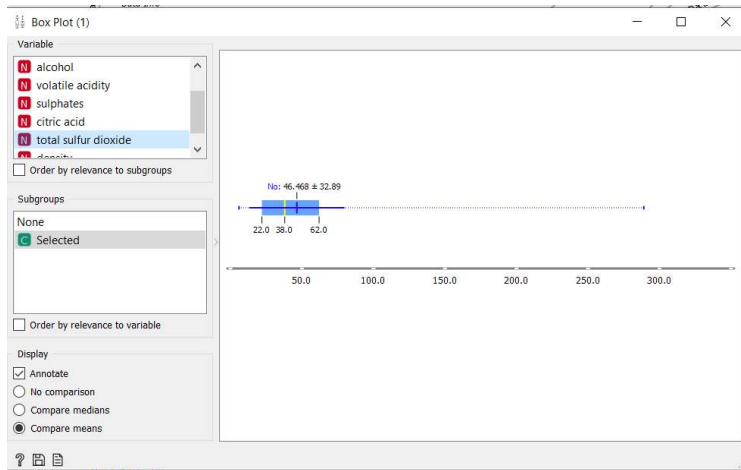 Box Plot (1)
Variable
N alcohol
N volatile acidity
N sulphates
N citric acid
N total sulfur dioxide
N density
Order by relevance to subgroups
Subgroups
None
C Selected
Order by relevance to variable
Display
Annotate
No comparison
Compare medians
Compare means
?
No: 46.468 ± 32.89
22.0 38.0 62.0
50.0 100.0 150.0 200.0 250.0 300.0